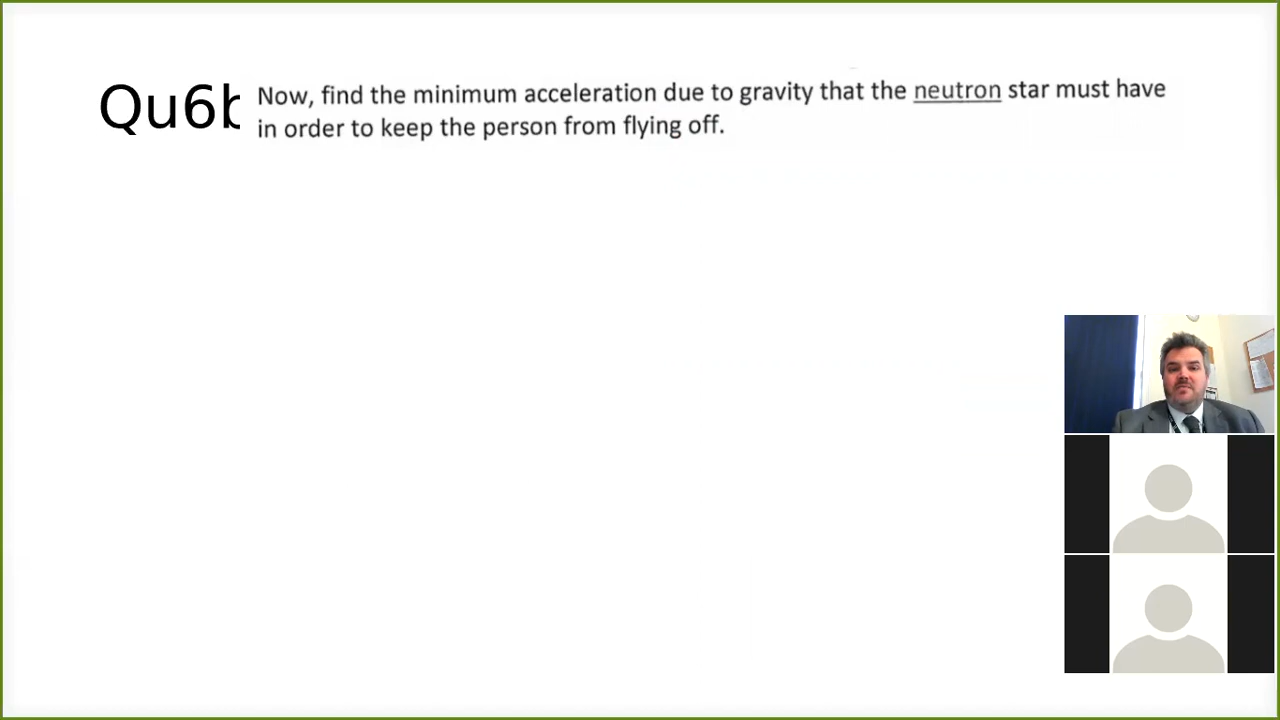 Qu6b
Now, find the minimum acceleration due to gravity that the neutron star must have
in order to keep the person from flying off.